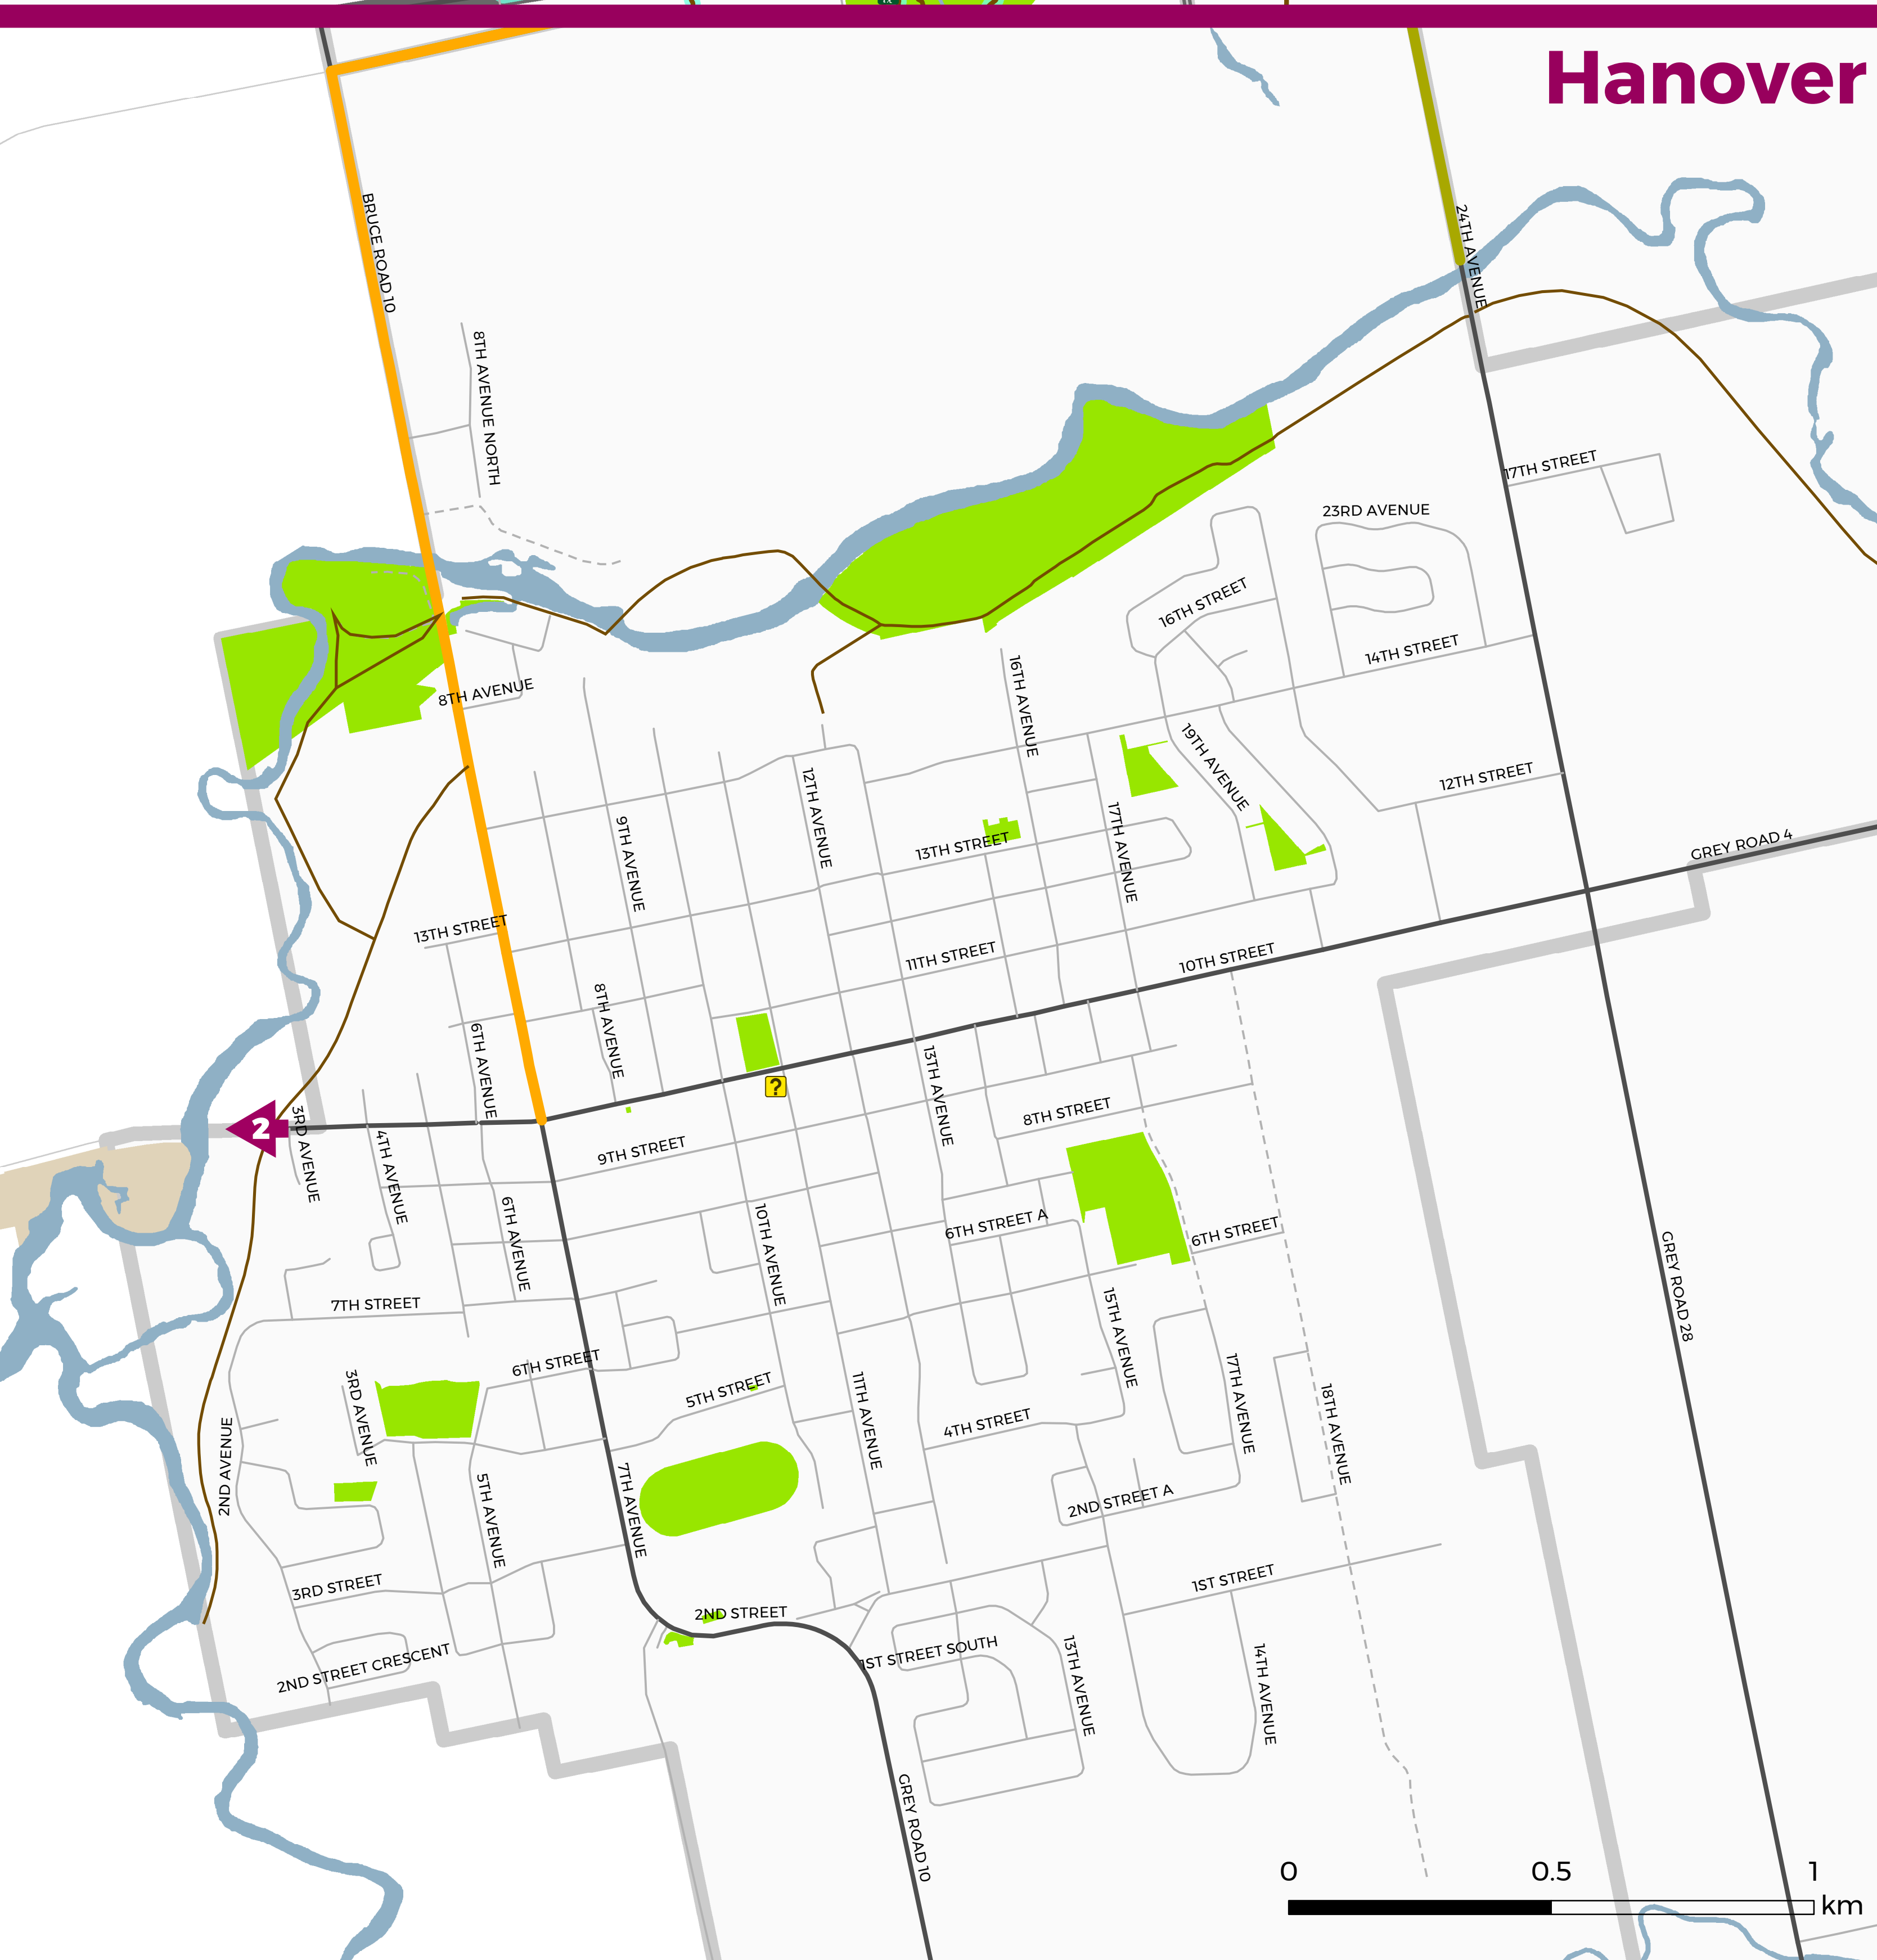 Hanover
BRUCE ROAD 10
24TH AVENUE
8TH AVENUE NORTH
17TH STREET
23RD AVENUE
16TH STREET
14TH STREET
8TH AVENUE
16TH AVENUE
19TH AVENUE
12TH STREET
12TH AVENUE
9TH AVENUE
13TH STREET
17TH AVENUE
GREY ROAD 4
13TH STREET
11TH STREET
10TH STREET
8TH AVENUE
6TH AVENUE
?
13TH AVENUE
3RD AVENUE
2
4TH AVENUE
8TH STREET
9TH STREET
6TH AVENUE
10TH AVENUE
6TH STREET A
6TH STREET
GREY ROAD 28
7TH STREET
15TH AVENUE
6TH STREET
3RD AVENUE
5TH STREET
11TH AVENUE
17TH AVENUE
18TH AVENUE
4TH STREET
2ND AVENUE
5TH AVENUE
7TH AVENUE
2ND STREET A
3RD STREET
1ST STREET
2ND STREET
2ND STREET CRESCENT
1ST STREET SOUTH
13TH AVENUE
14TH AVENUE
GREY ROAD 10
0 0.5 1
km